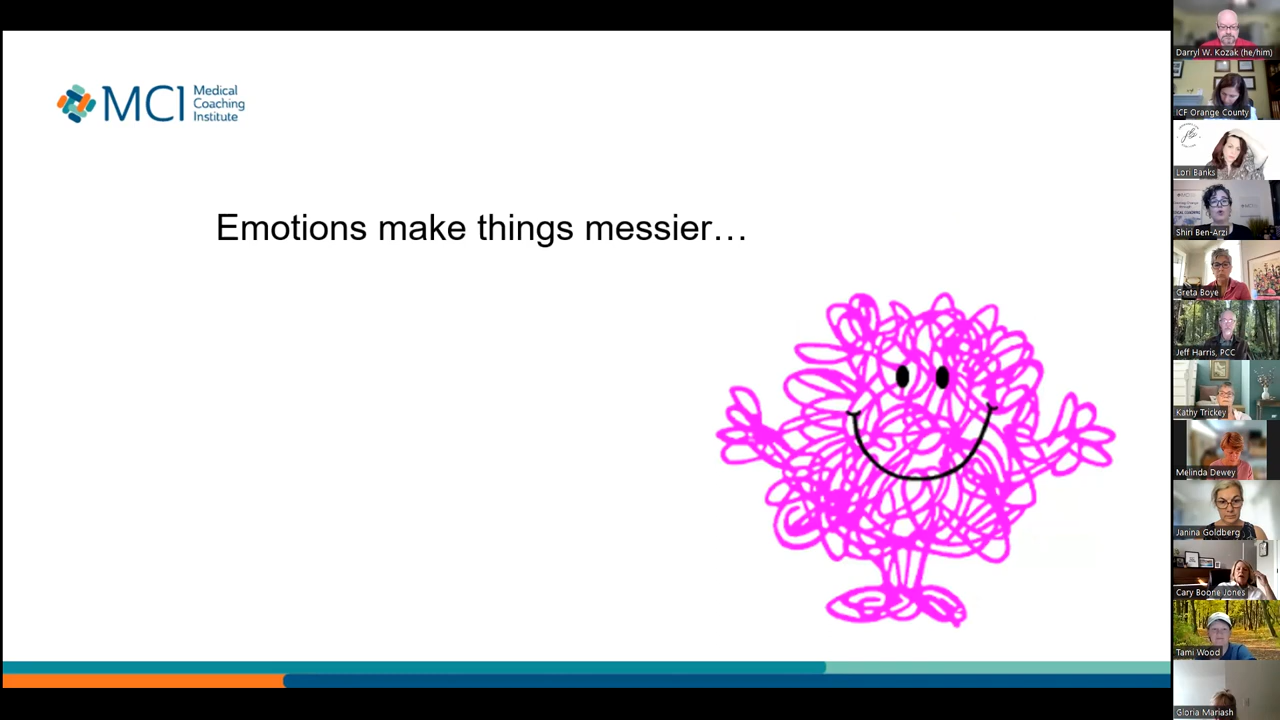 MCI
Medical
Coaching
Institute
Emotions make things messier…
Darryl W. Kozak (he/him)
ICF Orange County
Lori Banks
Shiri Ben-Arzi
Greta Boye
Jeff Harris, PCC
Kathy Trickey
Melinda Dewey
Janina Goldberg
Cary Boone Jones
Tami Wood
Gloria Mariash